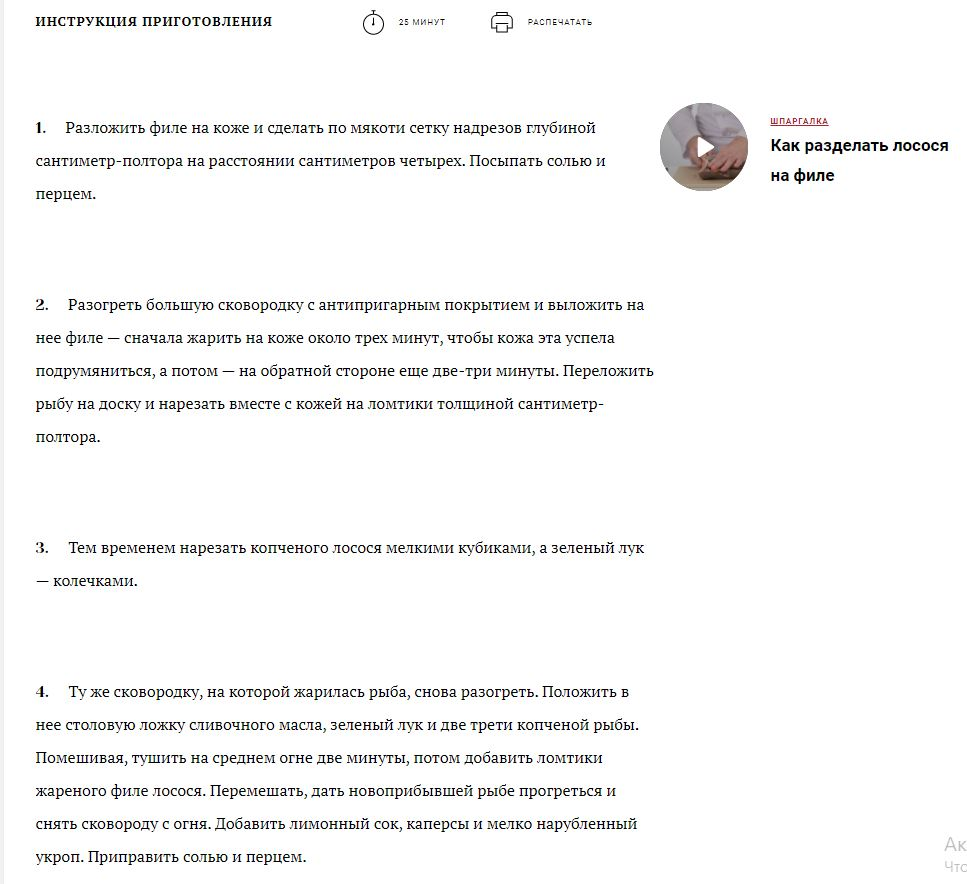 ИНСТРУКЦИЯ ПРИГОТОВЛЕНИЯ
25 МИНУТ
РАСПЕЧАТАТЬ
1. Разложить филе на коже и сделать по мякоти сетку надрезов глубиной
сантиметр-полтора на расстоянии сантиметров четырех. Посыпать солью и
перцем.
ШПАРГАЛКА
Как разделать лосося
на филе
2. Разогреть большую сковородку с антипригарным покрытием и выложить на
нее филе — сначала жарить на коже около трех минут, чтобы кожа эта успела
подрумяниться, а потом — на обратной стороне еще две-три минуты. Переложить
рыбу на доску и нарезать вместе с кожей на ломтики толщиной сантиметр-
полтора.
3. Тем временем нарезать копченого лосося мелкими кубиками, а зеленый лук
— колечками.
4. Ту же сковородку, на которой жарилась рыба, снова разогреть. Положить в
нее столовую ложку сливочного масла, зеленый лук и две трети копченой рыбы.
Помешивая, тушить на среднем огне две минуты, потом добавить ломтики
жареного филе лосося. Перемешать, дать новоприбывшей рыбе прогреться и
снять сковороду с огня. Добавить лимонный сок, каперсы и мелко нарубленный
укроп. Приправить солью и перцем.
Ак
Что